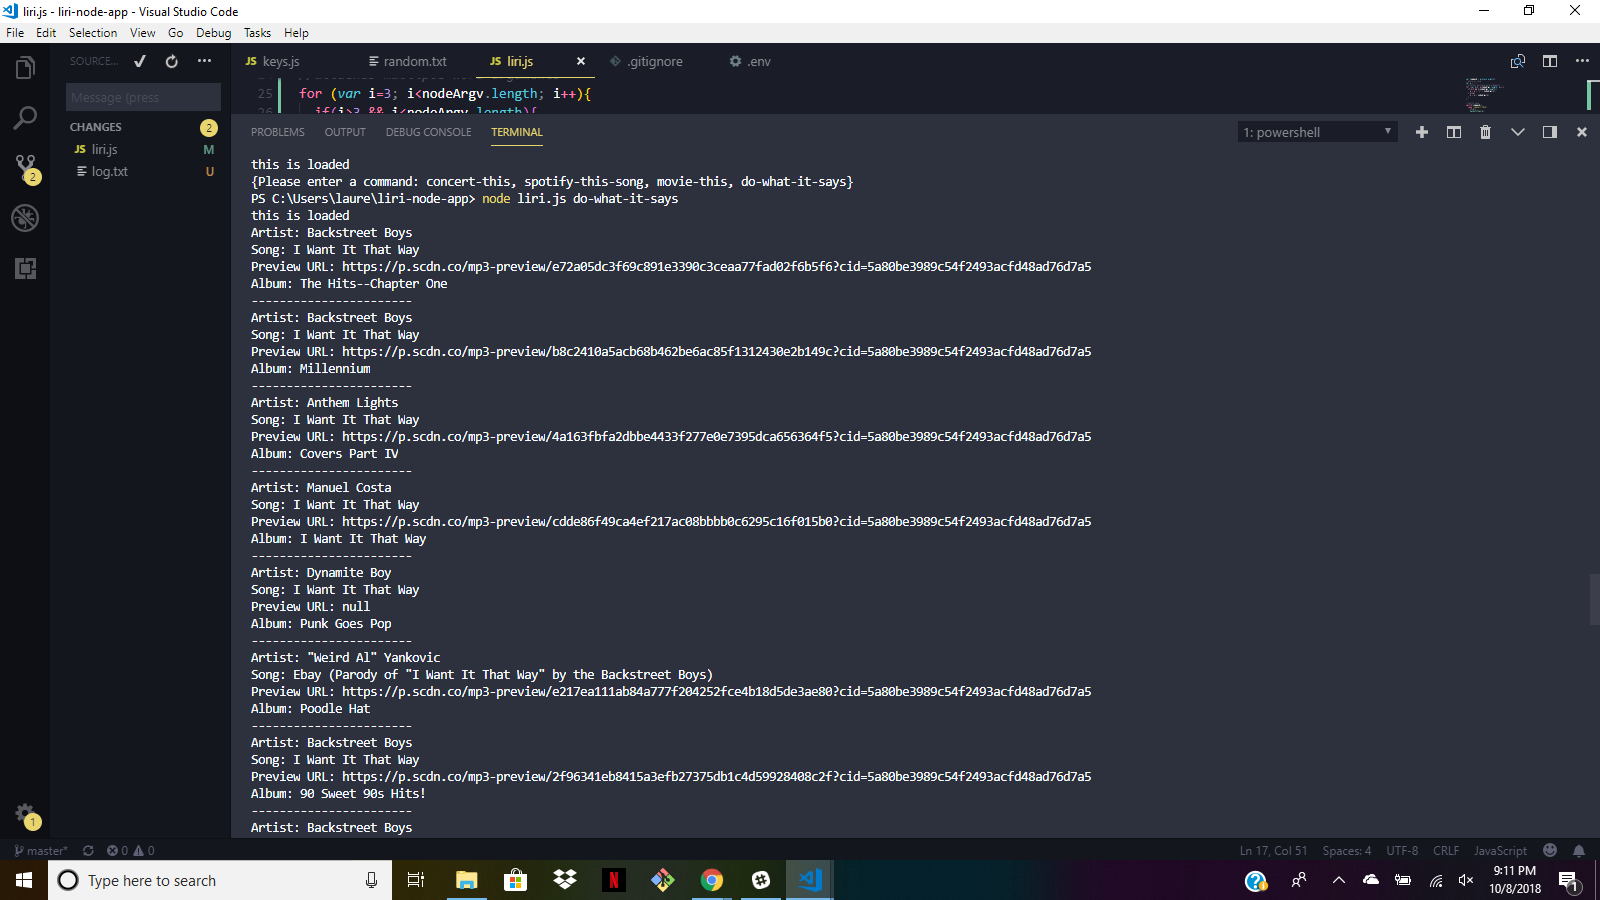 liri.js - liri-node-app - Visual Studio Code
File Edit Selection View Go Debug Tasks Help
SOURCE... JS keys.js random.txt JS liri.js .gitignore .env
Message (press
25 for (var i=3; i<nodeArgv.length; i++){
26 if(i>3 && i<nodeArgv.length){
CHANGES 2
JS liri.js M
log.txt U
2
1
PROBLEMS OUTPUT DEBUG CONSOLE TERMINAL 1: powershell
this is loaded
{Please enter a command: concert-this, spotify-this-song, movie-this, do-what-it-says}
PS C:\Users\laure\liri-node-app> node liri.js do-what-it-says
this is loaded
Artist: Backstreet Boys
Song: I Want It That Way
Preview URL: https://p.scdn.co/mp3-preview/e72a05dc3f69c891e3390c3ceaa77fad02f6b5f6?cid=5a80be3989c54f2493acfd48ad76d7a5
Album: The Hits--Chapter One
-----------------------
Artist: Backstreet Boys
Song: I Want It That Way
Preview URL: https://p.scdn.co/mp3-preview/b8c2410a5acb68b462be6ac85f1312430e2b149c?cid=5a80be3989c54f2493acfd48ad76d7a5
Album: Millennium
-----------------------
Artist: Anthem Lights
Song: I Want It That Way
Preview URL: https://p.scdn.co/mp3-preview/4a163fbfa2dbbe4433f277e0e7395dca656364f5?cid=5a80be3989c54f2493acfd48ad76d7a5
Album: Covers Part IV
-----------------------
Artist: Manuel Costa
Song: I Want It That Way
Preview URL: https://p.scdn.co/mp3-preview/cdde86f49ca4ef217ac08bbbb0c6295c16f015b0?cid=5a80be3989c54f2493acfd48ad76d7a5
Album: I Want It That Way
-----------------------
Artist: Dynamite Boy
Song: I Want It That Way
Preview URL: null
Album: Punk Goes Pop
-----------------------
Artist: "Weird Al" Yankovic
Song: Ebay (Parody of "I Want It That Way" by the Backstreet Boys)
Preview URL: https://p.scdn.co/mp3-preview/e217ea111ab84a777f204252fce4b18d5de3ae80?cid=5a80be3989c54f2493acfd48ad76d7a5
Album: Poodle Hat
-----------------------
Artist: Backstreet Boys
Song: I Want It That Way
Preview URL: https://p.scdn.co/mp3-preview/2f96341eb8415a3efb27375db1c4d59928408c2f?cid=5a80be3989c54f2493acfd48ad76d7a5
Album: 90 Sweet 90s Hits!
-----------------------
Artist: Backstreet Boys
master* 0 0 Ln 17, Col 51 Spaces: 4 UTF-8 CRLF JavaScript
Type here to search
9:11 PM
10/8/2018
1